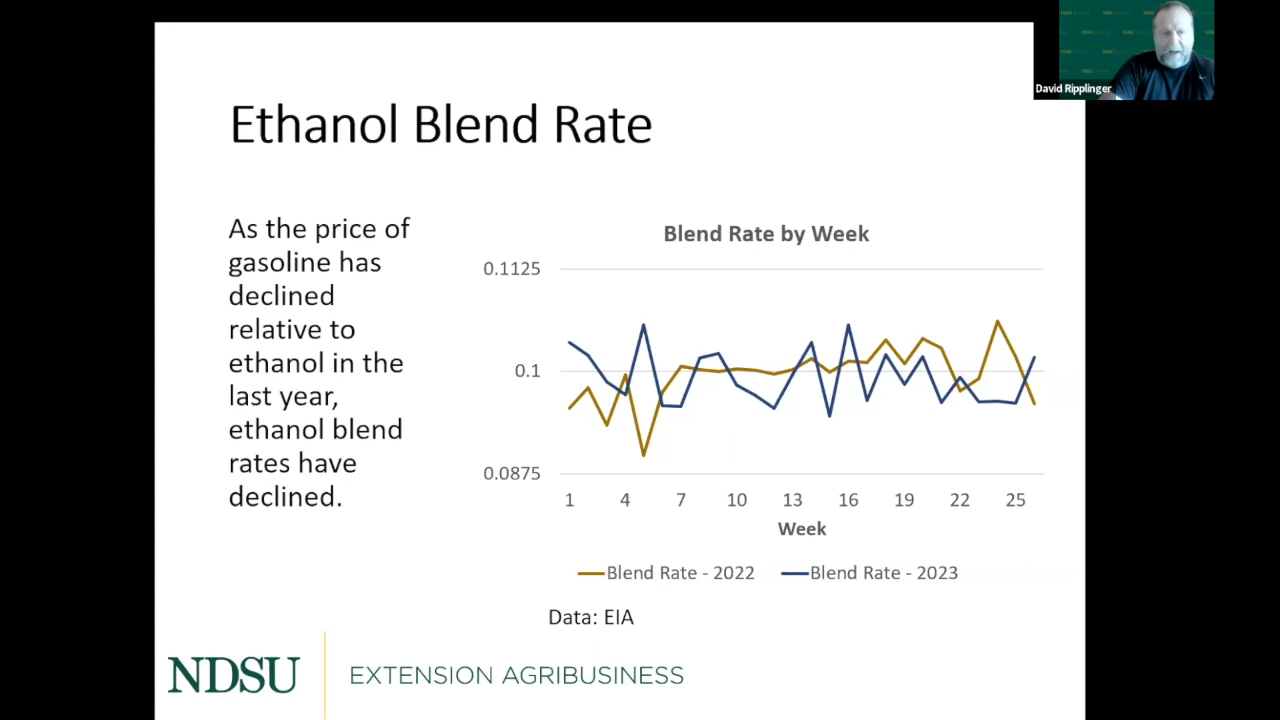 David Ripplinger
Ethanol Blend Rate
As the price of
gasoline has
declined
relative to
ethanol in the
last year,
ethanol blend
rates have
declined.
Blend Rate by Week
0.1125
0.1
0.0875
1 4 7 10 13 16 19 22 25
Week
Blend Rate - 2022 Blend Rate - 2023
Data: EIA
NDSU EXTENSION AGRIBUSINESS